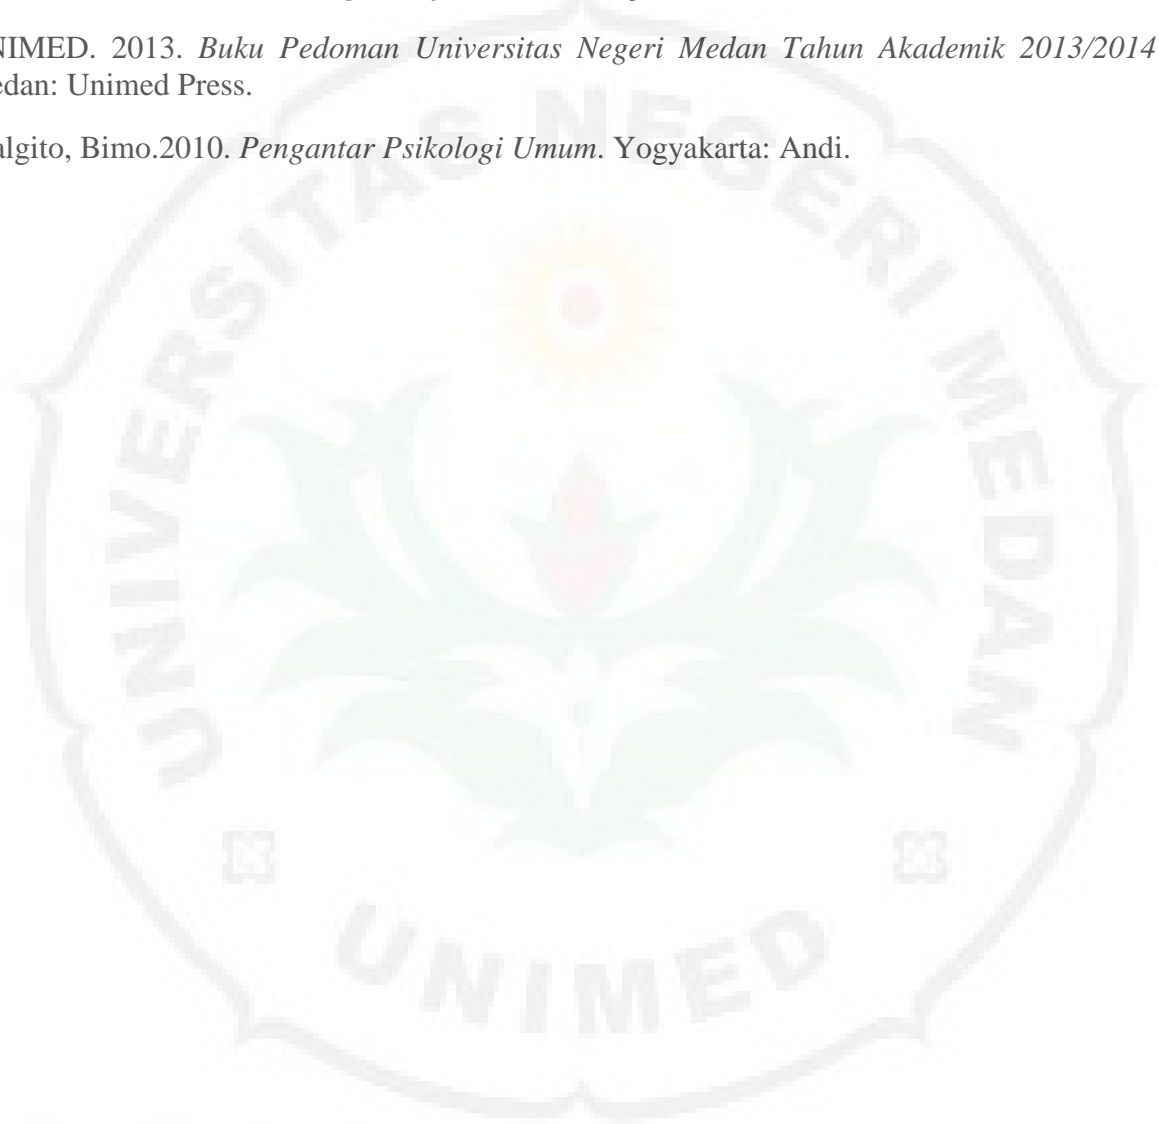 NIMED. 2013. Buku Pedoman Universitas Negeri Medan Tahun Akademik 2013/2014
edan: Unimed Press.
algito, Bimo.2010. Pengantar Psikologi Umum. Yogyakarta: Andi.
UNIVERSITAS NEGERI MEDAN
UNIMED